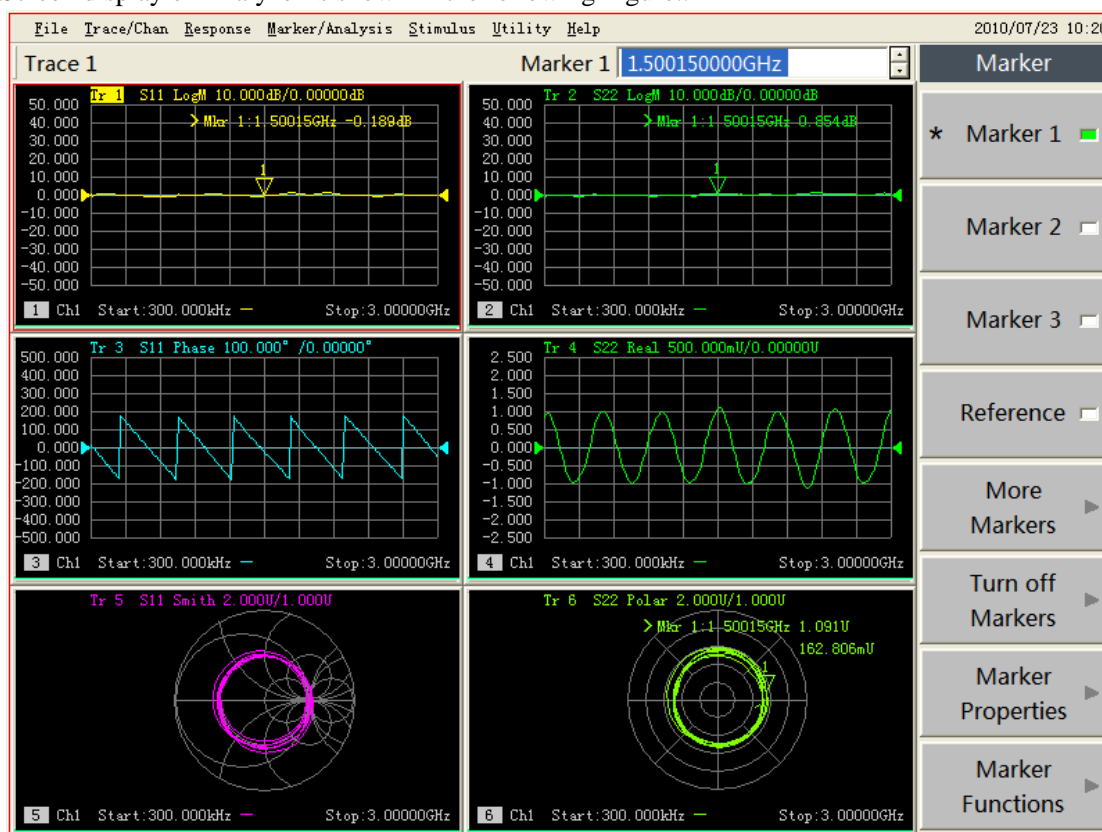 File Trace/Chan Response Marker/Analysis Stimulus Utility Help 2010/07/23 10:20
Trace 1 Marker 1 1.500150000GHz Marker
Tr 1 S11 LogM 10.000dB/0.00000dB
>Mkr 1:1.50015GHz -0.189dB
50.000
40.000
30.000
20.000
10.000
0.000
-10.000
-20.000
-30.000
-40.000
-50.000
1
1 Ch1 Start:300.000kHz — Stop:3.00000GHz
Tr 2 S22 LogM 10.000dB/0.00000dB
>Mkr 1:1.50015GHz 0.854dB
50.000
40.000
30.000
20.000
10.000
0.000
-10.000
-20.000
-30.000
-40.000
-50.000
1
2 Ch1 Start:300.000kHz — Stop:3.00000GHz
Tr 3 S11 Phase 100.000° /0.00000°
500.000
400.000
300.000
200.000
100.000
0.000
-100.000
-200.000
-300.000
-400.000
-500.000
3 Ch1 Start:300.000kHz — Stop:3.00000GHz
Tr 4 S22 Real 500.000mU/0.00000U
2.500
2.000
1.500
1.000
0.500
0.000
-0.500
-1.000
-1.500
-2.000
-2.500
4 Ch1 Start:300.000kHz — Stop:3.00000GHz
Tr 5 S11 Smith 2.000U/1.000U
5 Ch1 Start:300.000kHz — Stop:3.00000GHz
Tr 6 S22 Polar 2.000U/1.000U
>Mkr 1:1.50015GHz 1.091U
162.806mU
1
6 Ch1 Start:300.000kHz — Stop:3.00000GHz
* Marker 1
Marker 2
Marker 3
Reference
More
Markers
Turn off
Markers
Marker
Properties
Marker
Functions